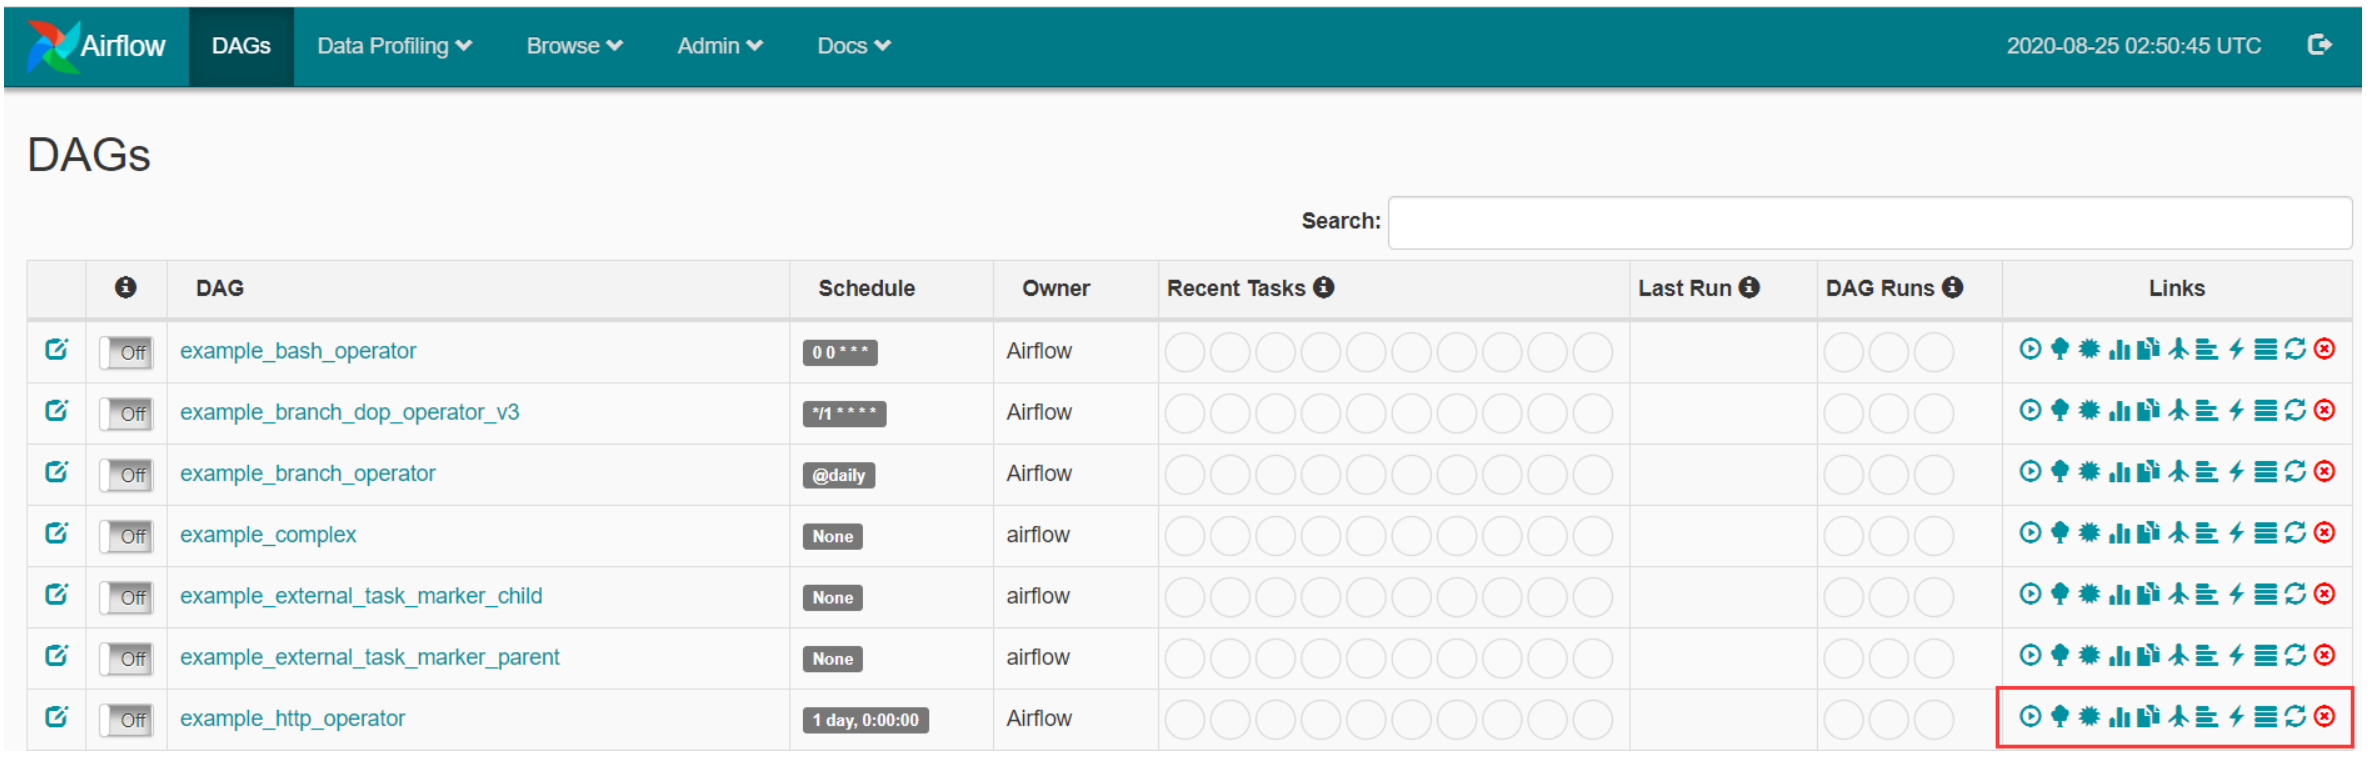 Airflow DAGs Data Profiling Browse Admin Docs 2020-08-25 02:50:45 UTC
DAGs
Search:
DAG Schedule Owner Recent Tasks Last Run DAG Runs Links
Off example_bash_operator 0 0 * * * Airflow
Off example_branch_dop_operator_v3 */1 * * * * Airflow
Off example_branch_operator @daily Airflow
Off example_complex None airflow
Off example_external_task_marker_child None airflow
Off example_external_task_marker_parent None airflow
Off example_http_operator 1 day, 0:00:00 Airflow